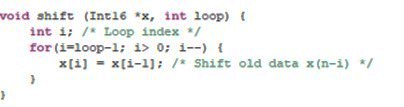 void shift (Int16 *x, int loop) {
int i; /* Loop index */
for(i=loop-1; i> 0; i--) {
x[i] = x[i-1]; /* Shift old data x(n-i) */
}
}